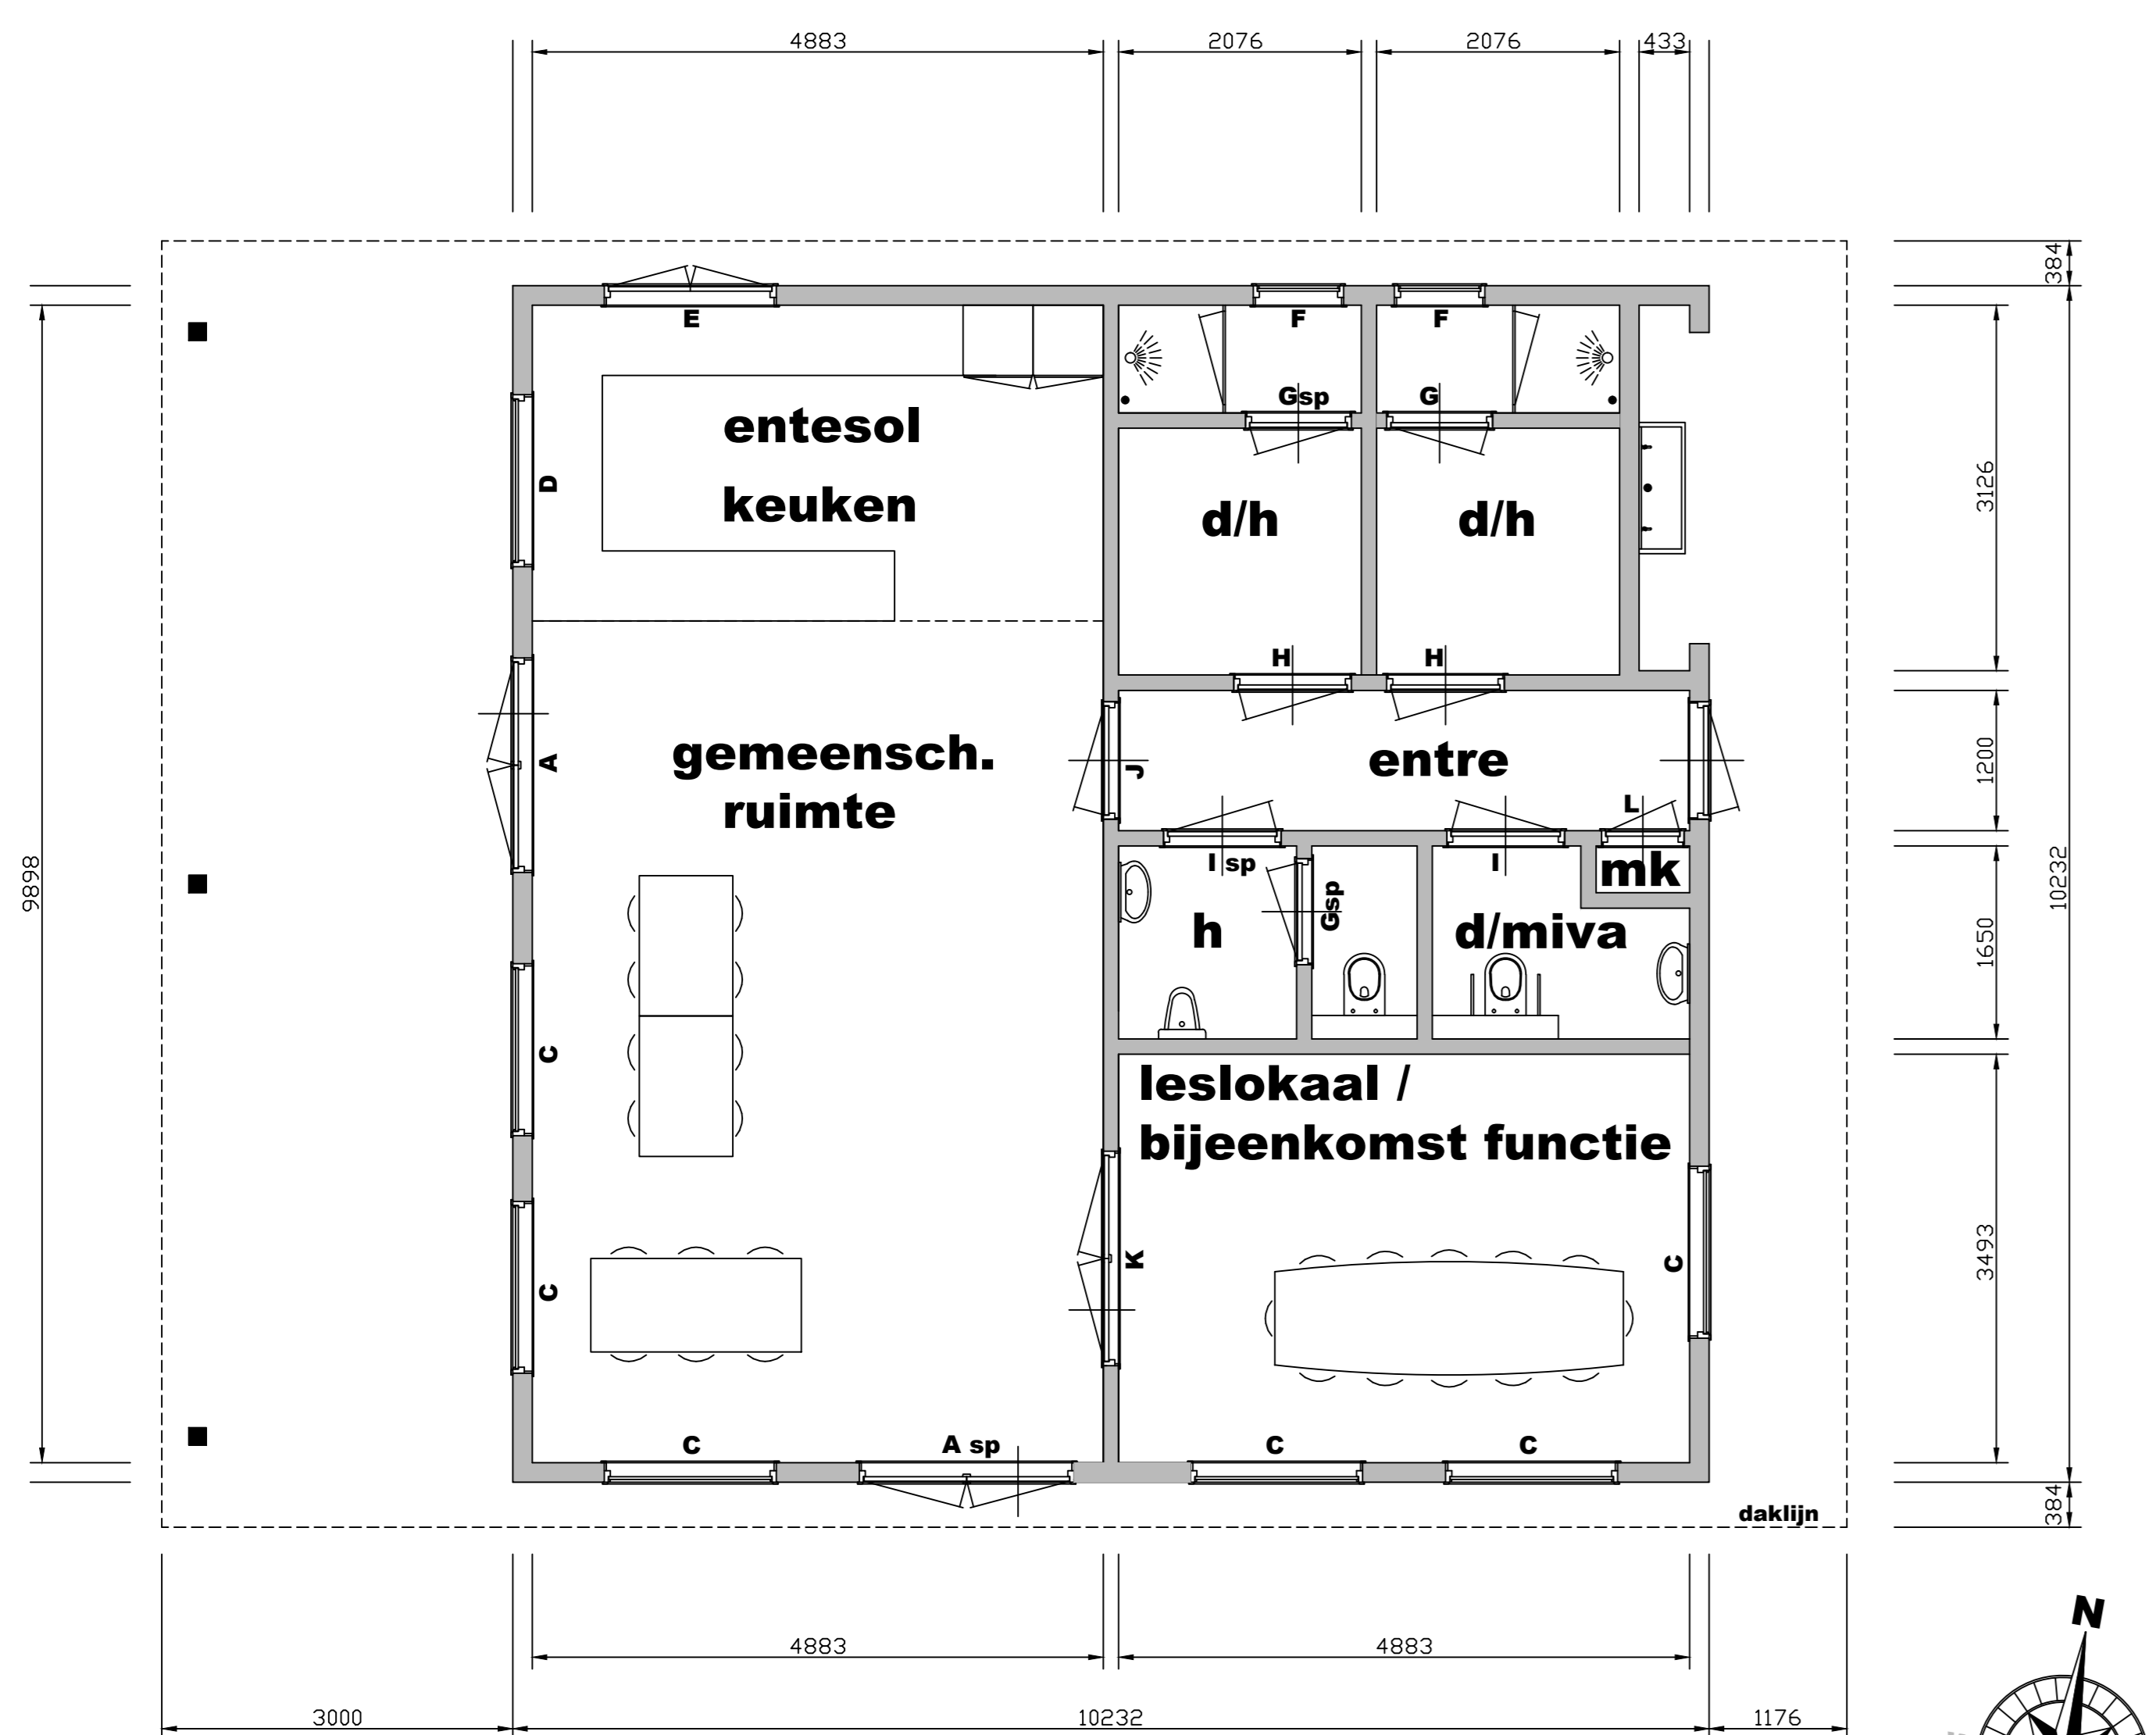 4883
2076
2076
433
384
E
F
F
Gsp
G
entesol
keuken
D
d/h
d/h
3126
H
H
gemeensch.
ruimte
A
J
entre
1200
L
I sp
I
mk
9898
10232
Gsp
h
d/miva
1650
C
leslokaal /
bijeenkomst functie
C
K
C
3493
C
A sp
C
C
384
daklijn
N
4883
4883
3000
10232
1176